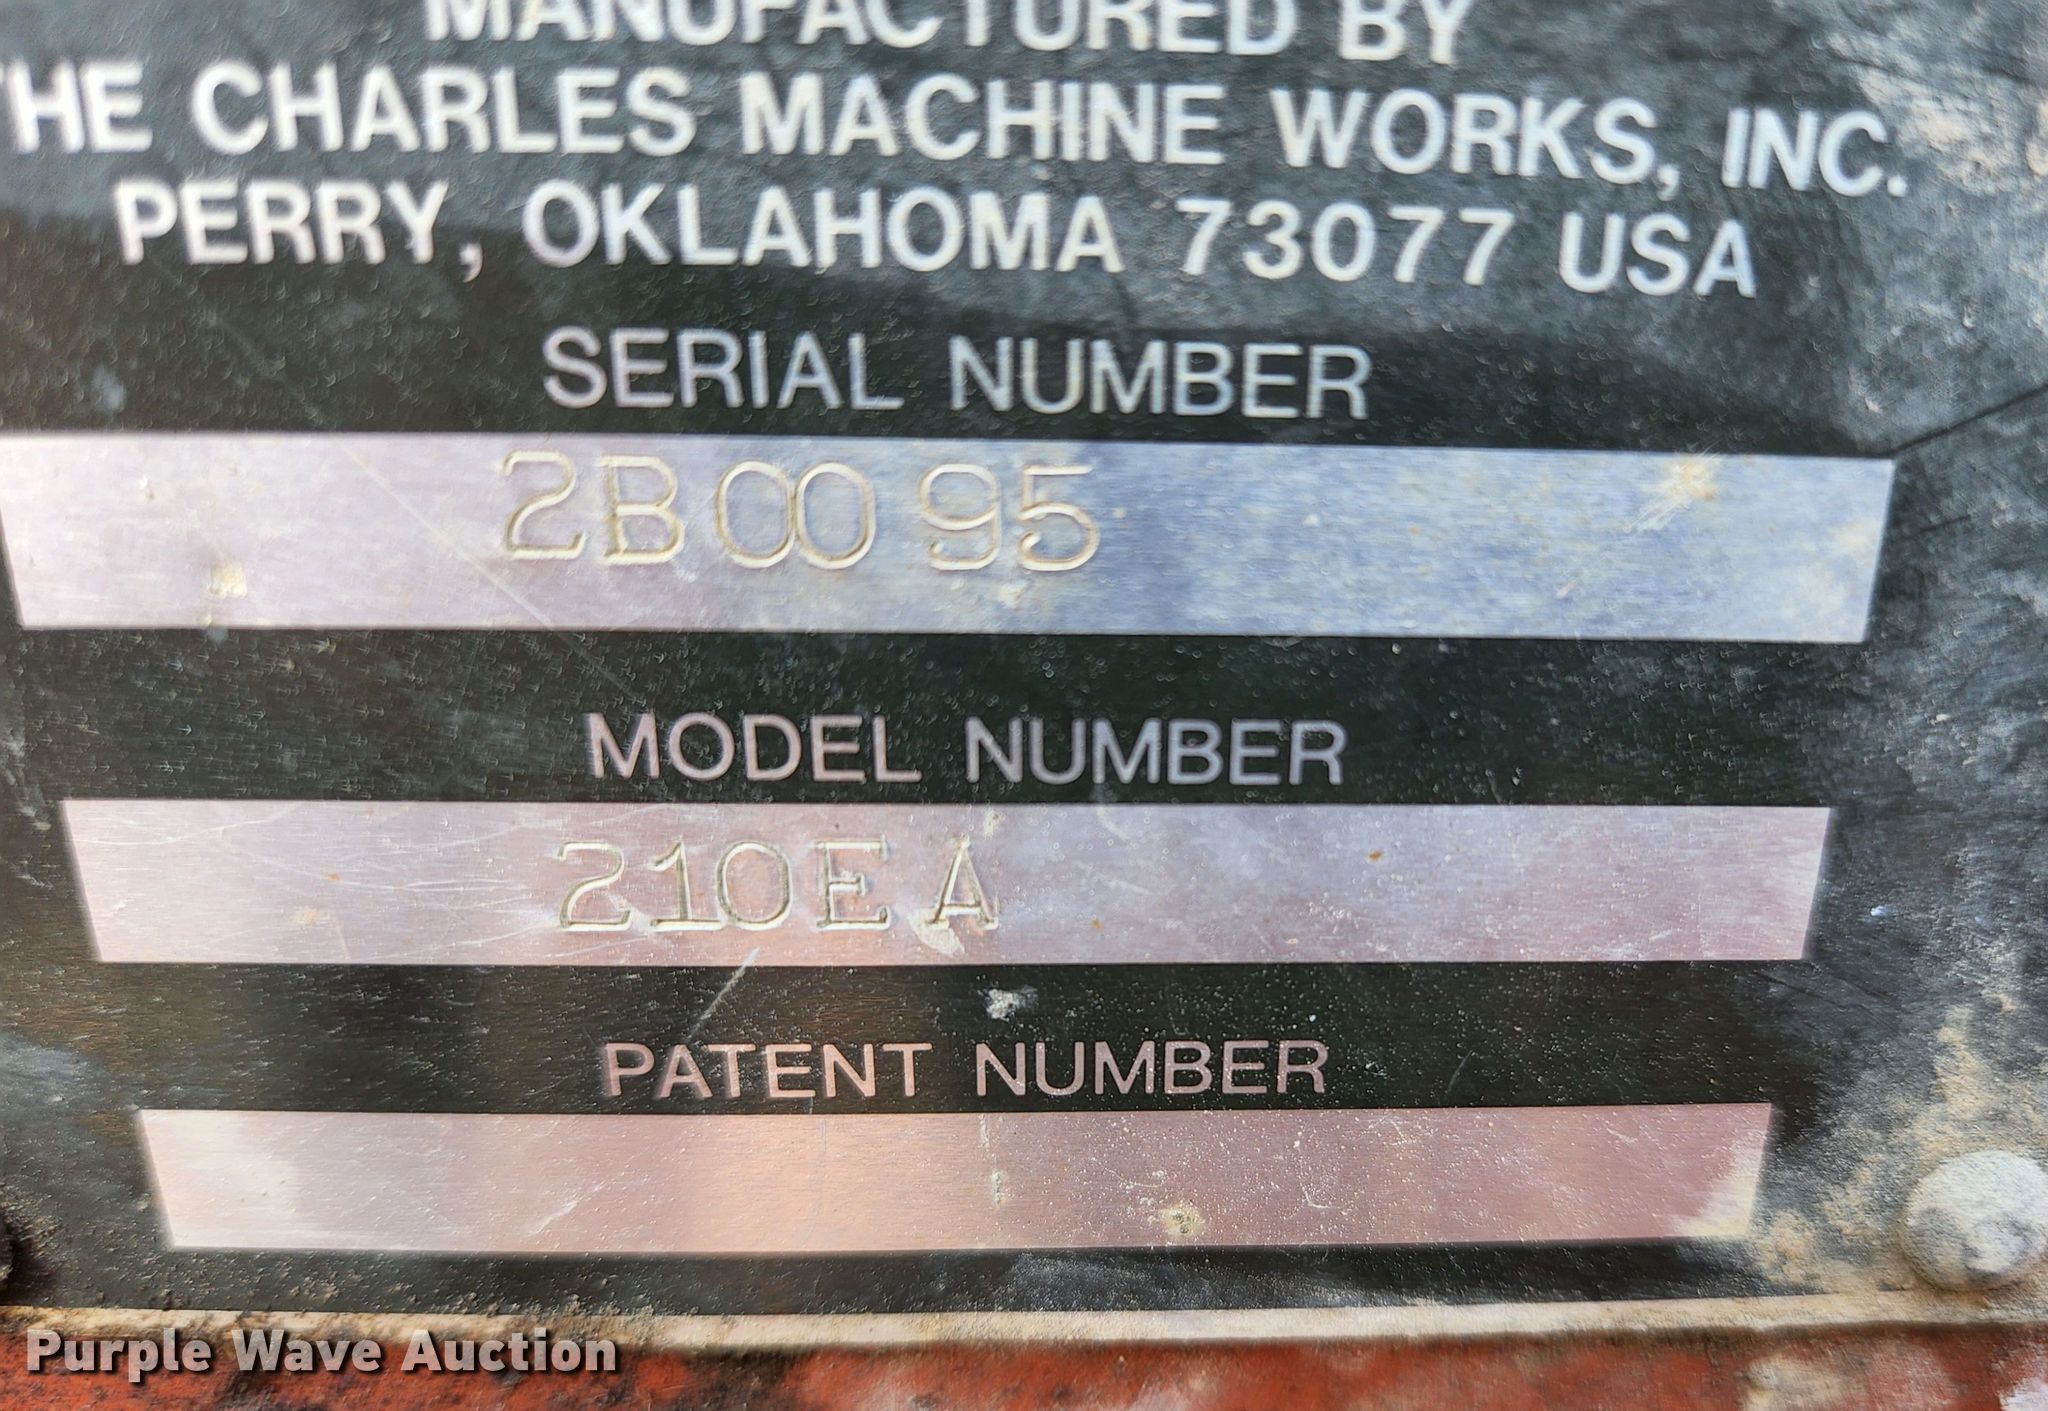 MANUFACTURED BY
THE CHARLES MACHINE WORKS, INC.
PERRY, OKLAHOMA 73077 USA
SERIAL NUMBER
2B0095
MODEL NUMBER
210EA
PATENT NUMBER
Purple Wave Auction